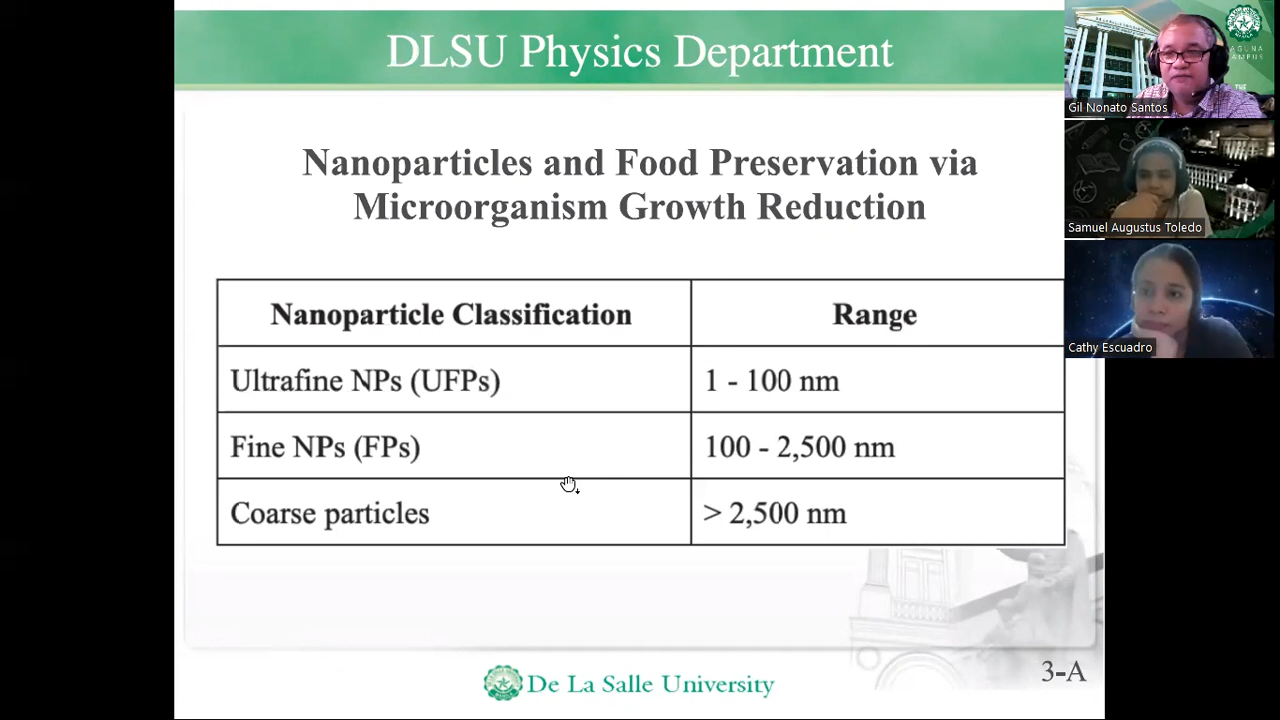 DLSU Physics Department
Nanoparticles and Food Preservation via
Microorganism Growth Reduction
Nanoparticle Classification Range
Ultrafine NPs (UFPs) 1 - 100 nm
Fine NPs (FPs) 100 - 2,500 nm
Coarse particles > 2,500 nm
De La Salle University
3-A
Gil Nonato Santos
Samuel Augustus Toledo
Cathy Escuadro